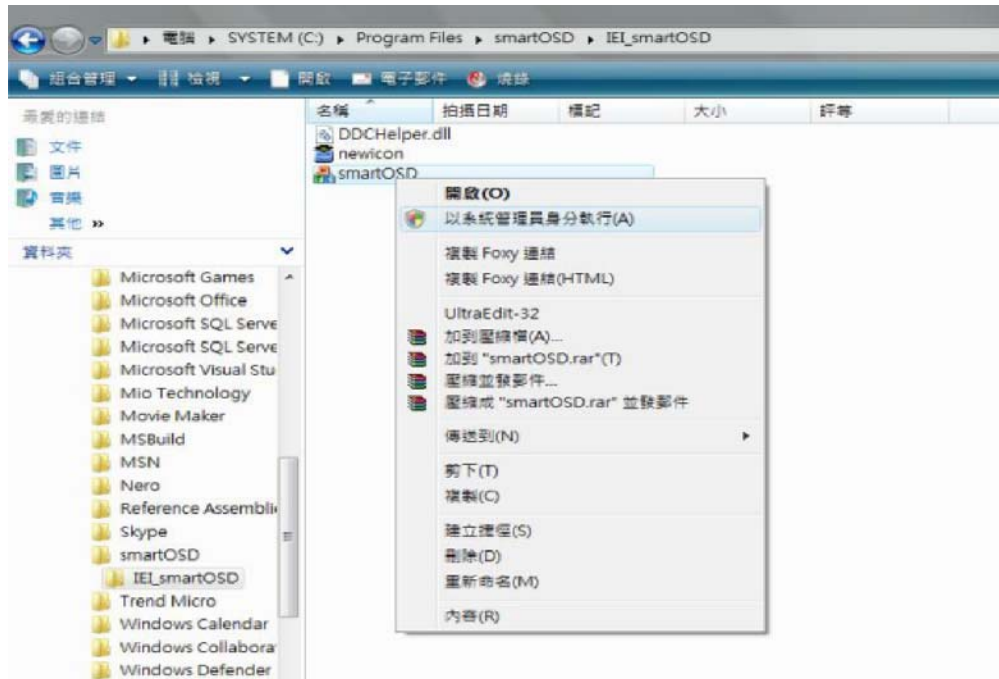 電腦 ▸ SYSTEM (C:) ▸ Program Files ▸ smartOSD ▸ IEI_smartOSD
組合管理 檢視 開啟 電子郵件 燒錄
最愛的連結
文件
圖片
音樂
其他 »
資料夾
Microsoft Games
Microsoft Office
Microsoft SQL Serve
Microsoft SQL Serve
Microsoft Visual Stu
Mio Technology
Movie Maker
MSBuild
MSN
Nero
Reference Assemblie
Skype
smartOSD
IEI_smartOSD
Trend Micro
Windows Calendar
Windows Collabora
Windows Defender
名稱 拍攝日期 標記 大小 評等
DDCHelper.dll
newicon
smartOSD
開啟(O)
以系統管理員身分執行(A)
複製 Foxy 連結
複製 Foxy 連結(HTML)
UltraEdit-32
加到壓縮檔(A)...
加到 "smartOSD.rar"(T)
壓縮並發郵件...
壓縮成 "smartOSD.rar" 並發郵件
傳送到(N)
剪下(T)
複製(C)
建立捷徑(S)
刪除(D)
重新命名(M)
內容(R)